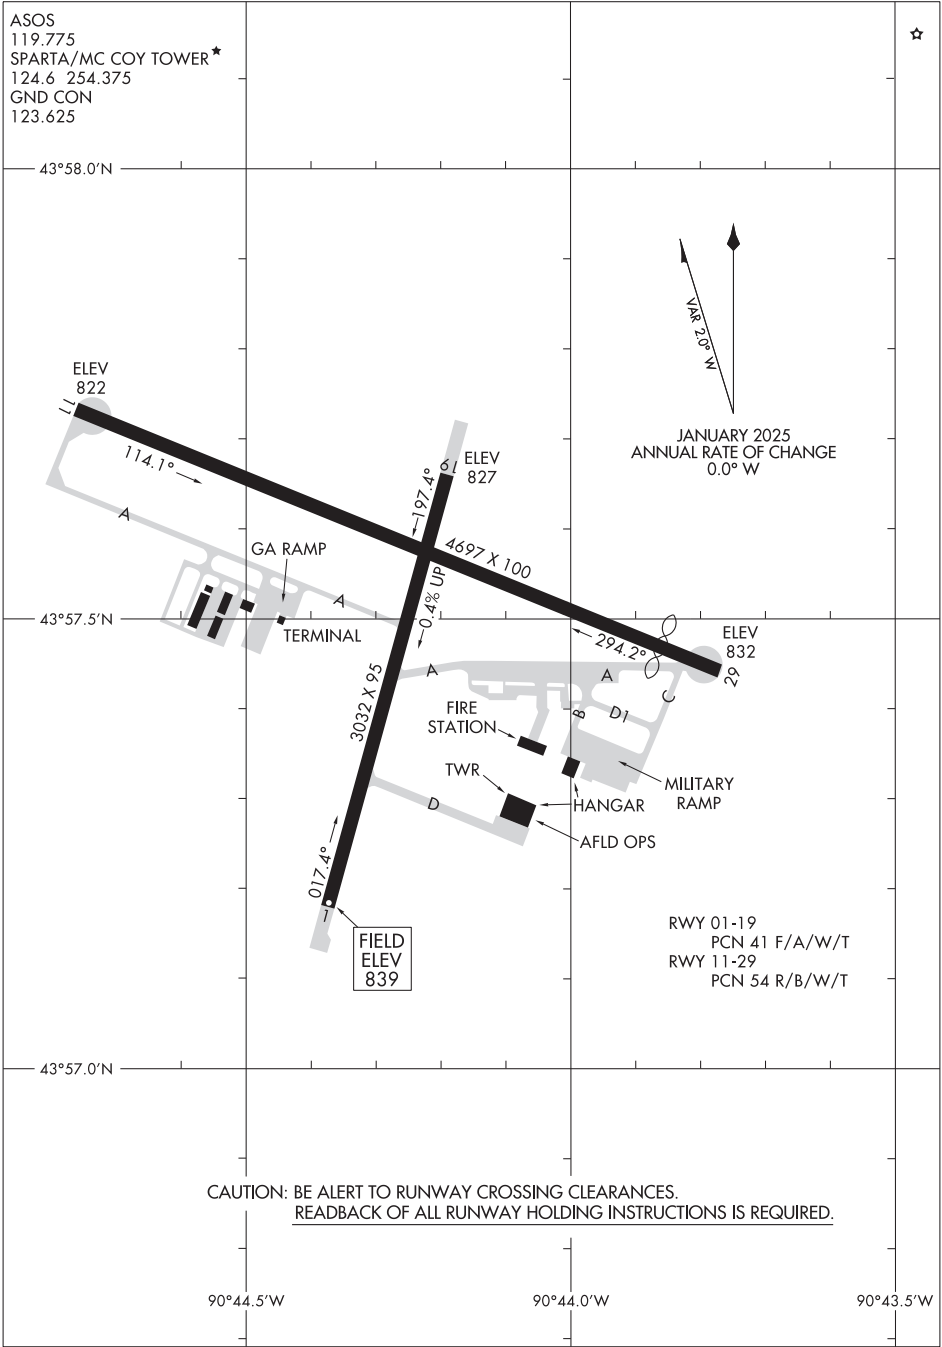 ASOS
119.775
SPARTA/MC COY TOWER★
124.6 254.375
GND CON
123.625
☆
43°58.0'N
VAR 2.0° W
JANUARY 2025
ANNUAL RATE OF CHANGE
0.0° W
ELEV
822
11
114.1°
A
19
ELEV
827
197.4°
4697 X 100
GA RAMP
A
0.4% UP
43°57.5'N
TERMINAL
294.2°
ELEV
832
29
3032 X 95
A
A
C
B
D1
FIRE
STATION
TWR
MILITARY
RAMP
D
HANGAR
AFLD OPS
017.4°
1
FIELD
ELEV
839
RWY 01-19
PCN 41 F/A/W/T
RWY 11-29
PCN 54 R/B/W/T
43°57.0'N
CAUTION: BE ALERT TO RUNWAY CROSSING CLEARANCES.
READBACK OF ALL RUNWAY HOLDING INSTRUCTIONS IS REQUIRED.
90°44.5'W
90°44.0'W
90°43.5'W